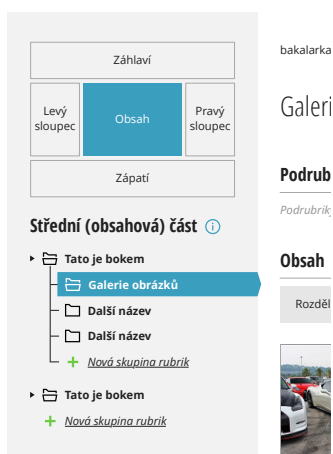 Záhlaví
Levý
sloupec
Obsah
Pravý
sloupec
Zápatí
Střední (obsahová) část
Tato je bokem
Galerie obrázků
Další název
Další název
Nová skupina rubrik
Tato je bokem
Nová skupina rubrik
bakalarka
Galeri
Podrub
Podrubriky
Obsah
Rozděl